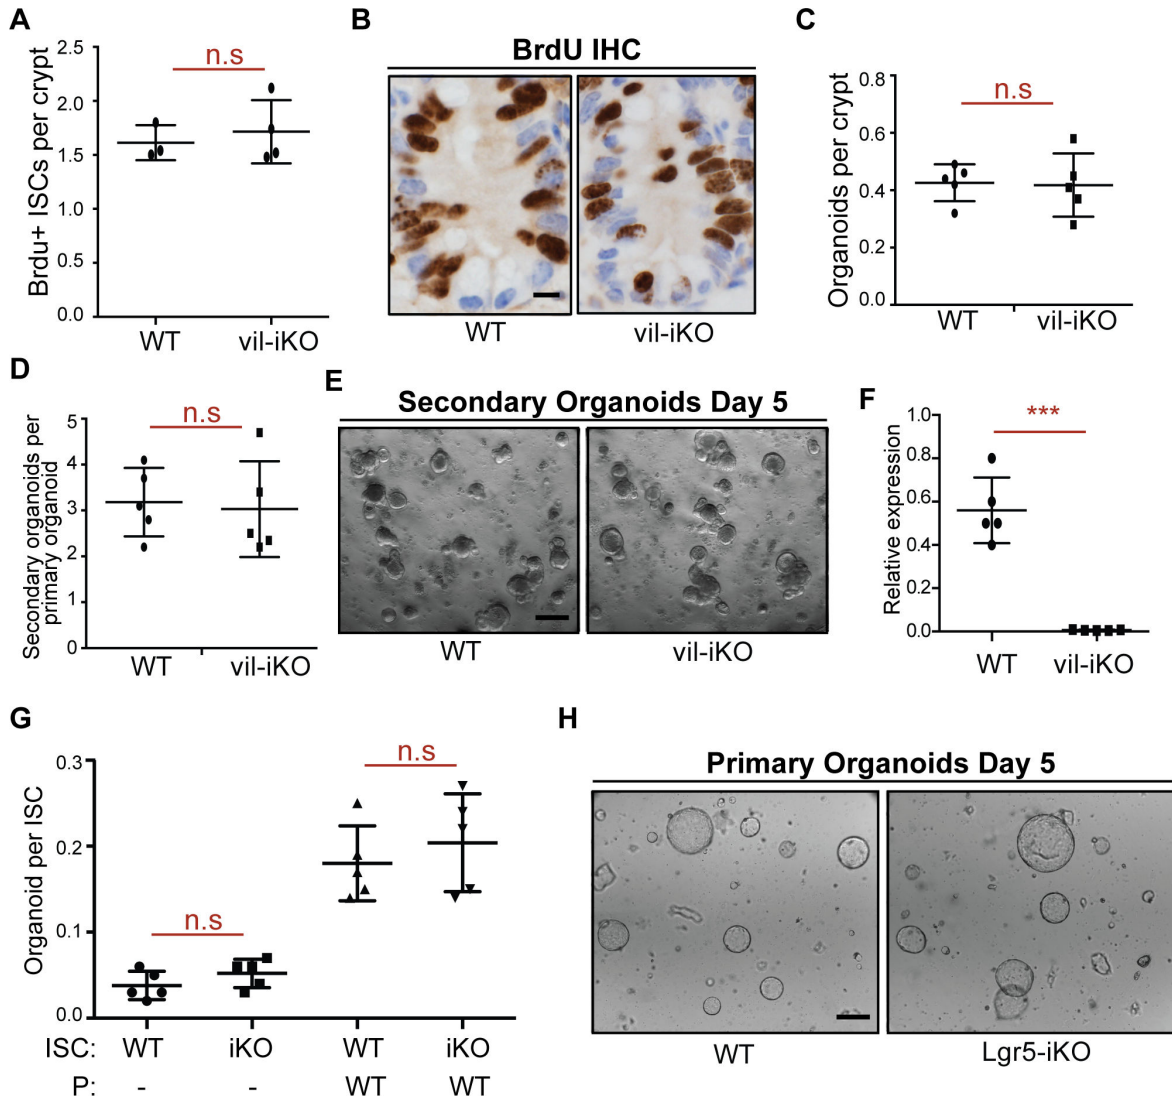 A
n.s
Brdu+ ISCs per crypt
2.5
2.0
1.5
1.0
0.5
0.0
WT
vil-iKO
B
BrdU IHC
WT
vil-iKO
C
n.s
Organoids per crypt
0.8
0.6
0.4
0.2
0.0
WT
vil-iKO
D
n.s
Secondary organoids per
primary organoid
5
4
3
2
1
0
WT
vil-iKO
E
Secondary Organoids Day 5
WT
vil-iKO
F
***
Relative expression
1.0
0.8
0.6
0.4
0.2
0.0
WT
vil-iKO
G
n.s
n.s
Organoid per ISC
0.3
0.2
0.1
0.0
ISC: WT iKO WT iKO
P: - - WT WT
H
Primary Organoids Day 5
WT
Lgr5-iKO